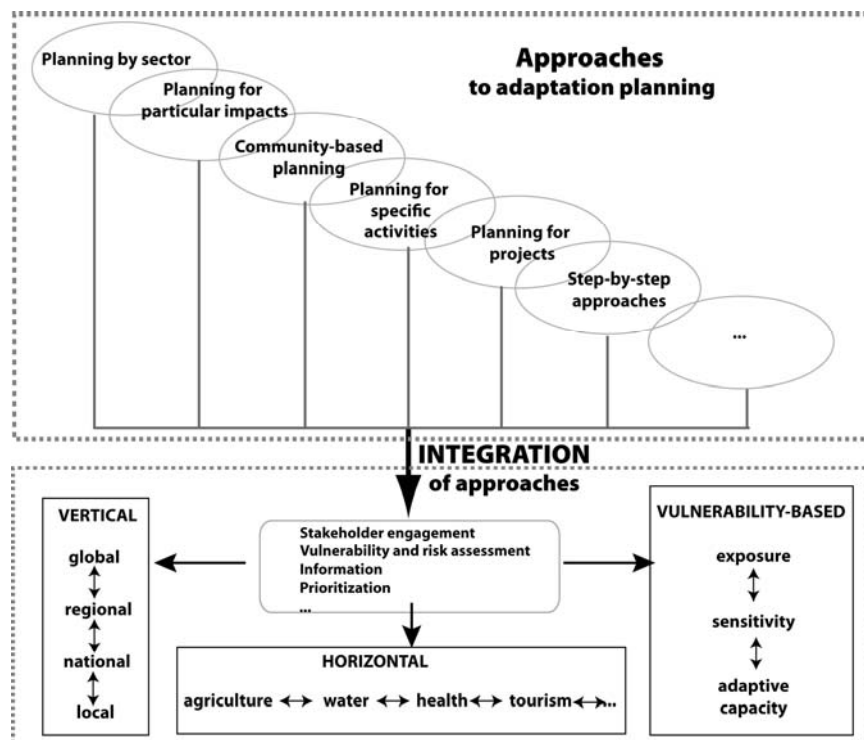 Approaches
to adaptation planning
Planning by sector
Planning for
particular impacts
Community-based
planning
Planning for
specific
activities
Planning for
projects
Step-by-step
approaches
...
INTEGRATION
of approaches
VERTICAL
global
regional
national
local
Stakeholder engagement
Vulnerability and risk assessment
Information
Prioritization
...
HORIZONTAL
agriculture water health tourism ...
VULNERABILITY-BASED
exposure
sensitivity
adaptive
capacity